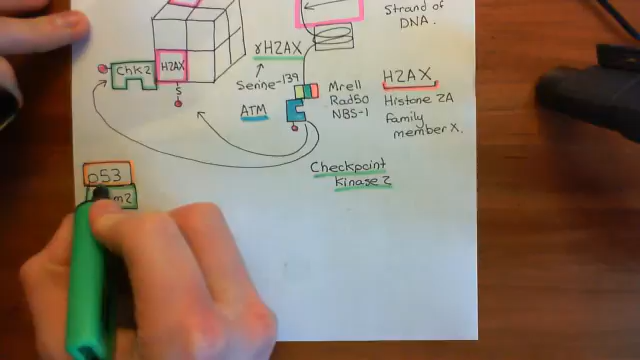 Strand of
DNA.
γH2AX
Chk2
H2AX
S
Serine-139
ATM
Mre11
Rad50
NBS-1
H2AX
Histone 2A
Family
member X.
Checkpoint
kinase 2
p53
m2